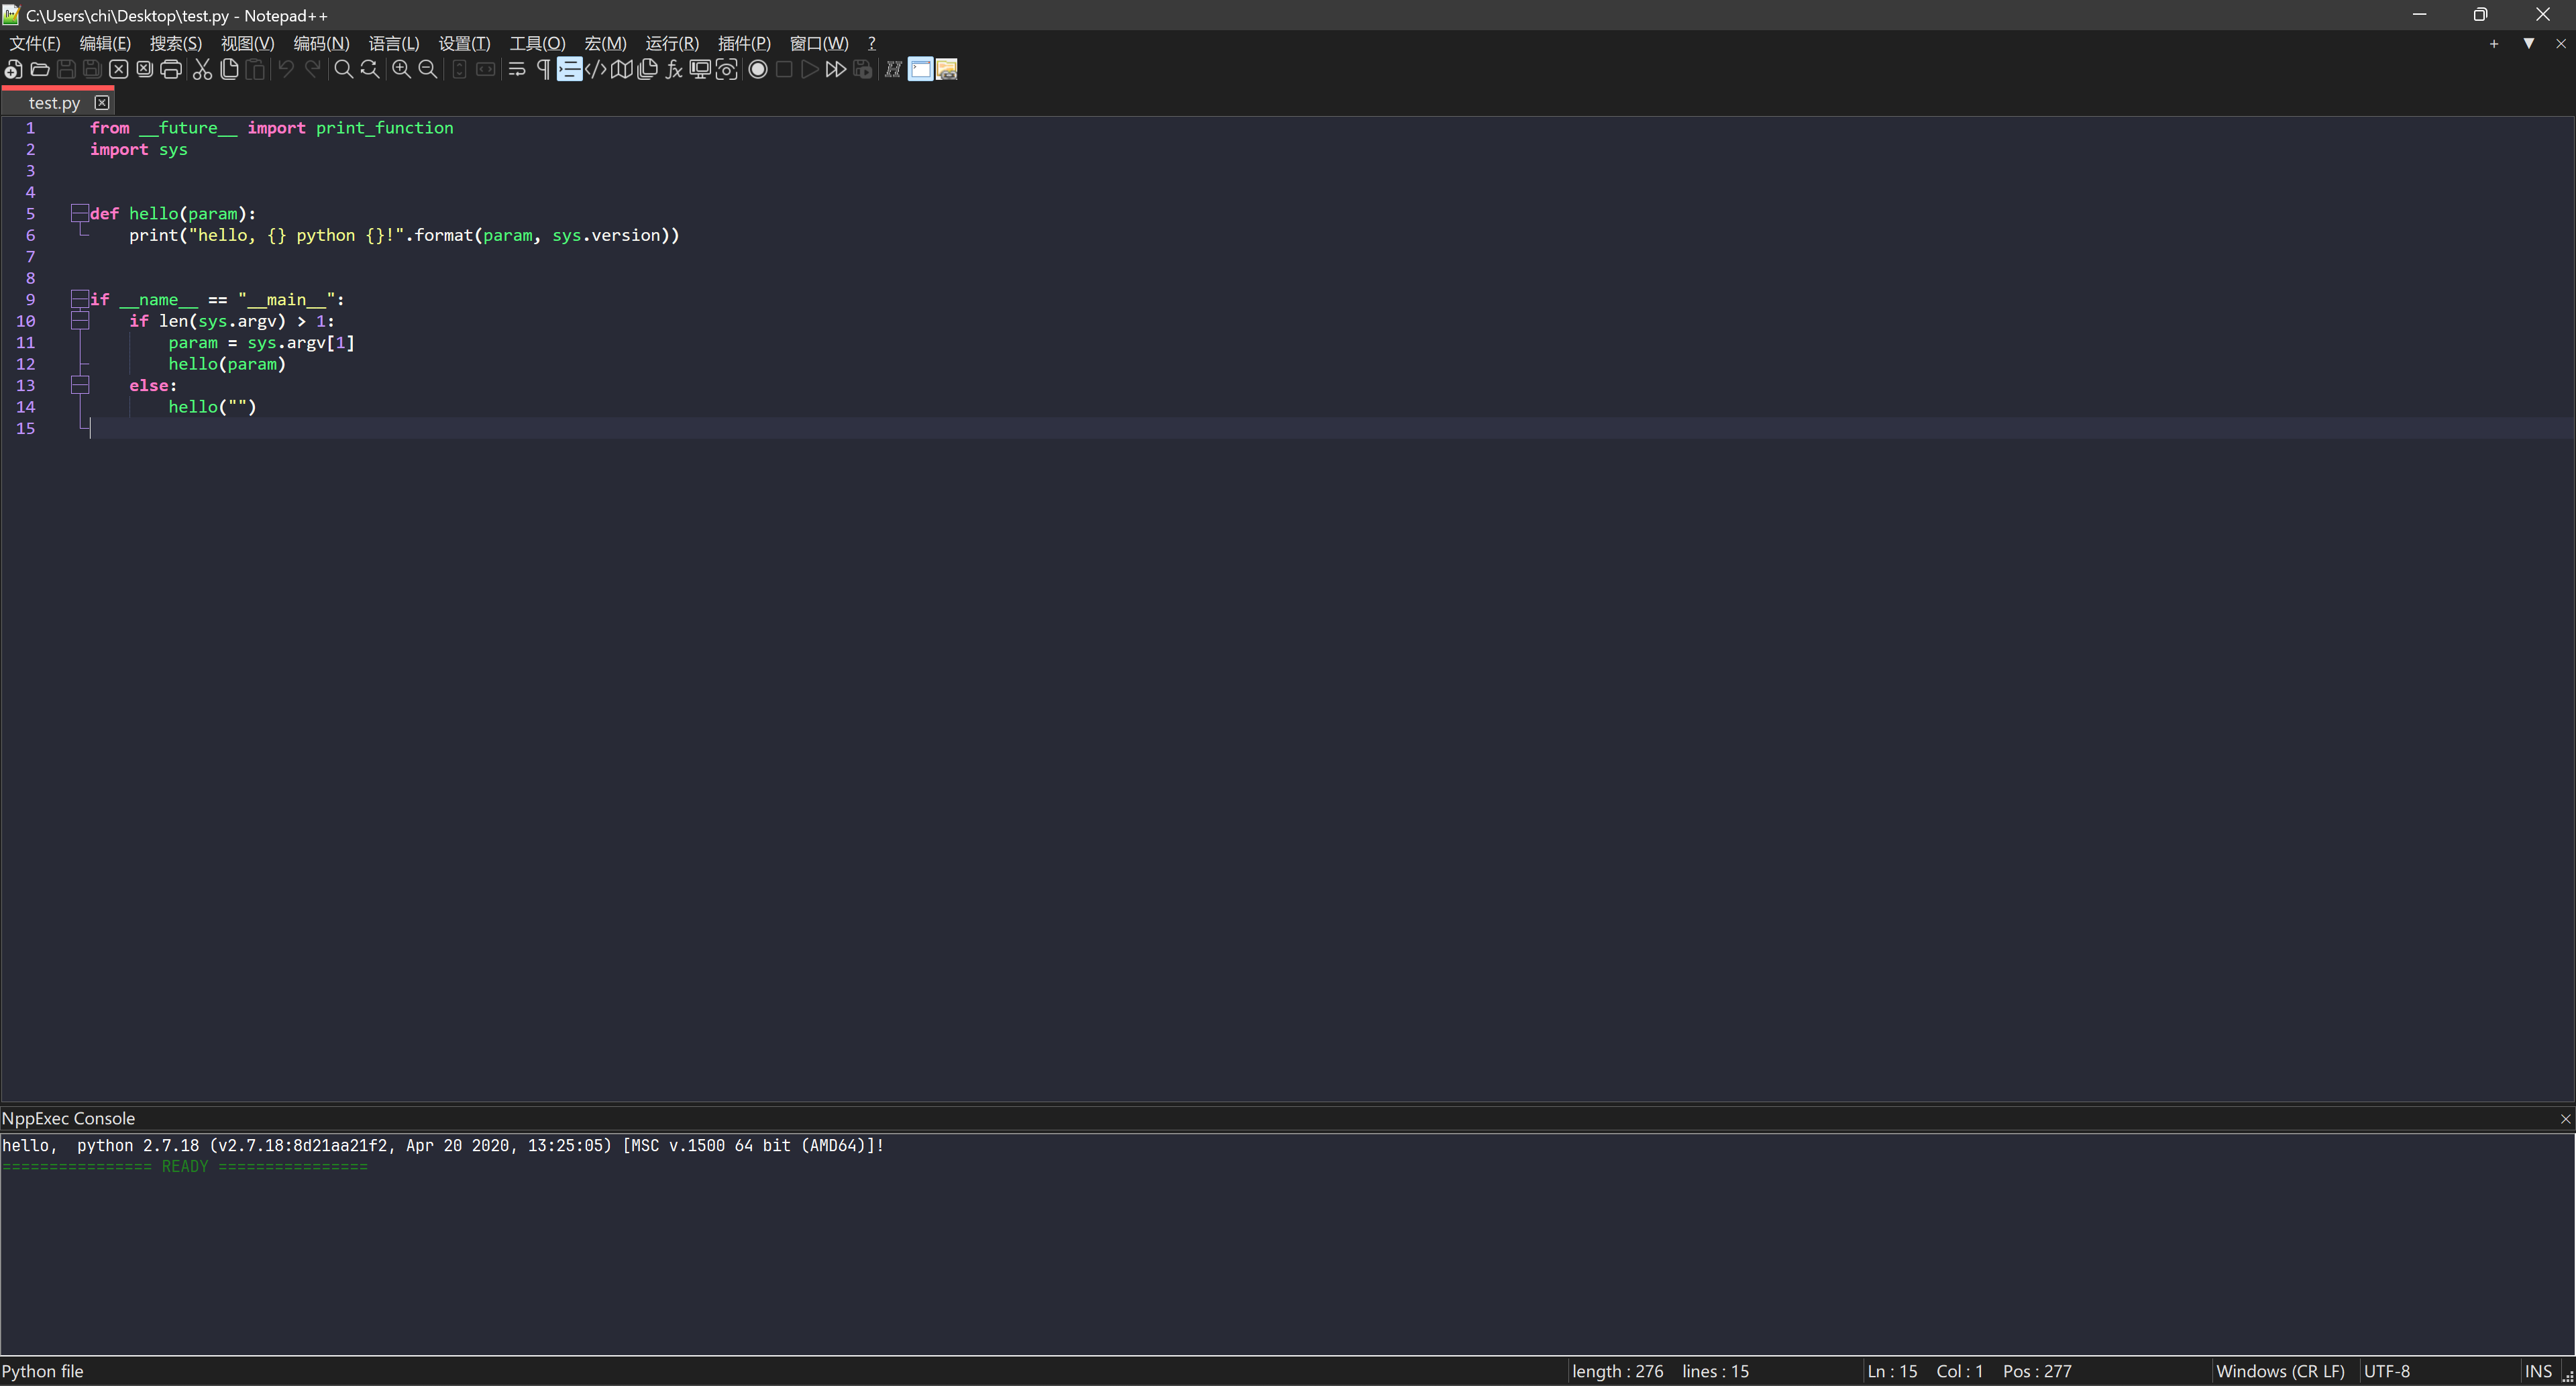 C:\Users\chi\Desktop\test.py - Notepad++
文件(F) 编辑(E) 搜索(S) 视图(V) 编码(N) 语言(L) 设置(T) 工具(O) 宏(M) 运行(R) 插件(P) 窗口(W) ?
test.py
1 from __future__ import print_function
2 import sys
3
4
5 def hello(param):
6     print("hello, {} python {}!".format(param, sys.version))
7
8
9 if __name__ == "__main__":
10     if len(sys.argv) > 1:
11         param = sys.argv[1]
12         hello(param)
13     else:
14         hello("")
15
NppExec Console
hello,  python 2.7.18 (v2.7.18:8d21aa21f2, Apr 20 2020, 13:25:05) [MSC v.1500 64 bit (AMD64)]!
================ READY ================
Python file length : 276 lines : 15 Ln : 15 Col : 1 Pos : 277 Windows (CR LF) UTF-8 INS